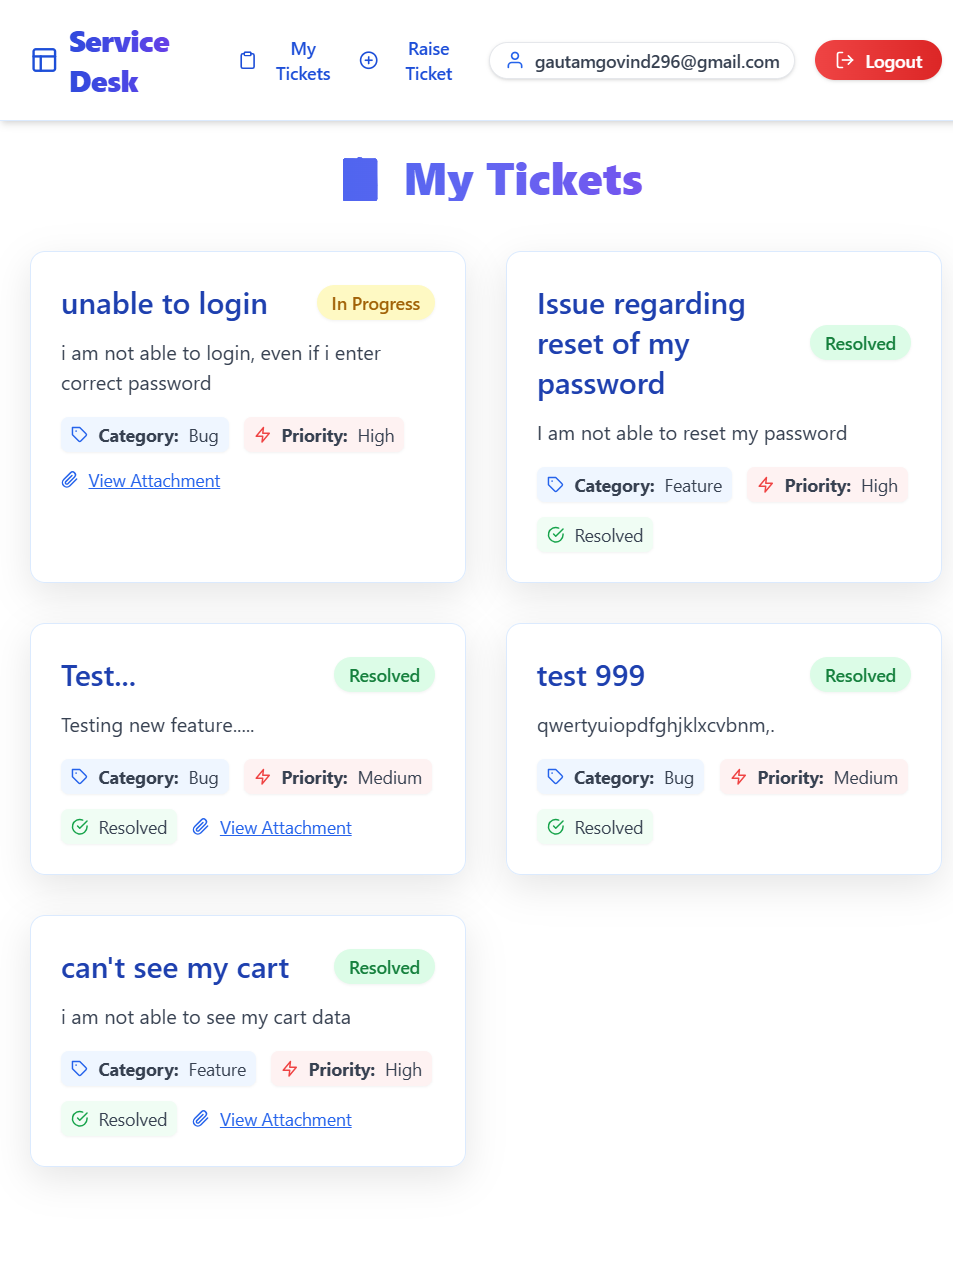 Service
Desk
My
Tickets
Raise
Ticket
gautamgovind296@gmail.com
Logout
My Tickets
unable to login
In Progress
i am not able to login, even if i enter
correct password
Category: Bug
Priority: High
View Attachment
Issue regarding
reset of my
password
Resolved
I am not able to reset my password
Category: Feature
Priority: High
Resolved
Test...
Resolved
Testing new feature.....
Category: Bug
Priority: Medium
Resolved
View Attachment
test 999
Resolved
qwertyuiopdfghjklxcvbnm,.
Category: Bug
Priority: Medium
Resolved
can't see my cart
Resolved
i am not able to see my cart data
Category: Feature
Priority: High
Resolved
View Attachment